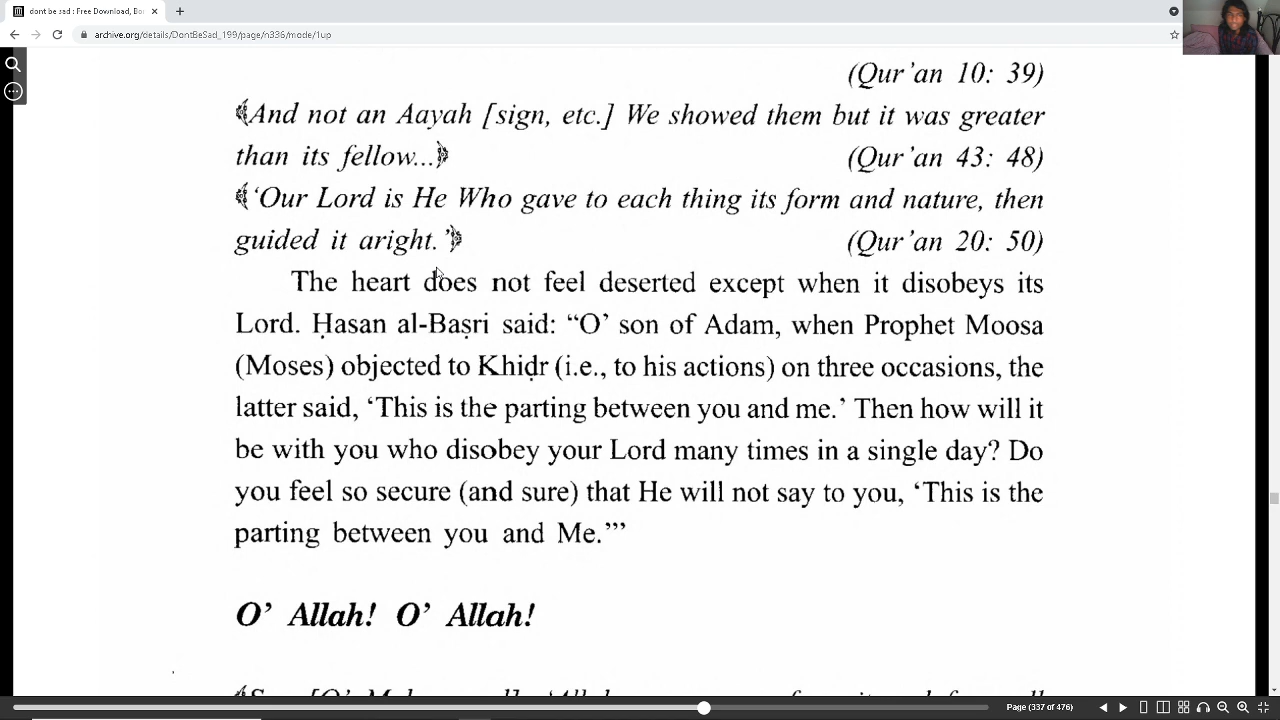 dont be sad : Free Download, Bo
archive.org/details/DontBeSad_199/page/n336/mode/1up
(Qur’an 10: 39)
And not an Aayah [sign, etc.] We showed them but it was greater
than its fellow... (Qur’an 43: 48)
‘Our Lord is He Who gave to each thing its form and nature, then
guided it aright.’ (Qur’an 20: 50)
The heart does not feel deserted except when it disobeys its
Lord. Ḥasan al-Baṣri said: “O’ son of Adam, when Prophet Moosa
(Moses) objected to Khiḍr (i.e., to his actions) on three occasions, the
latter said, ‘This is the parting between you and me.’ Then how will it
be with you who disobey your Lord many times in a single day? Do
you feel so secure (and sure) that He will not say to you, ‘This is the
parting between you and Me.’”
O’ Allah! O’ Allah!
Page (337 of 476)